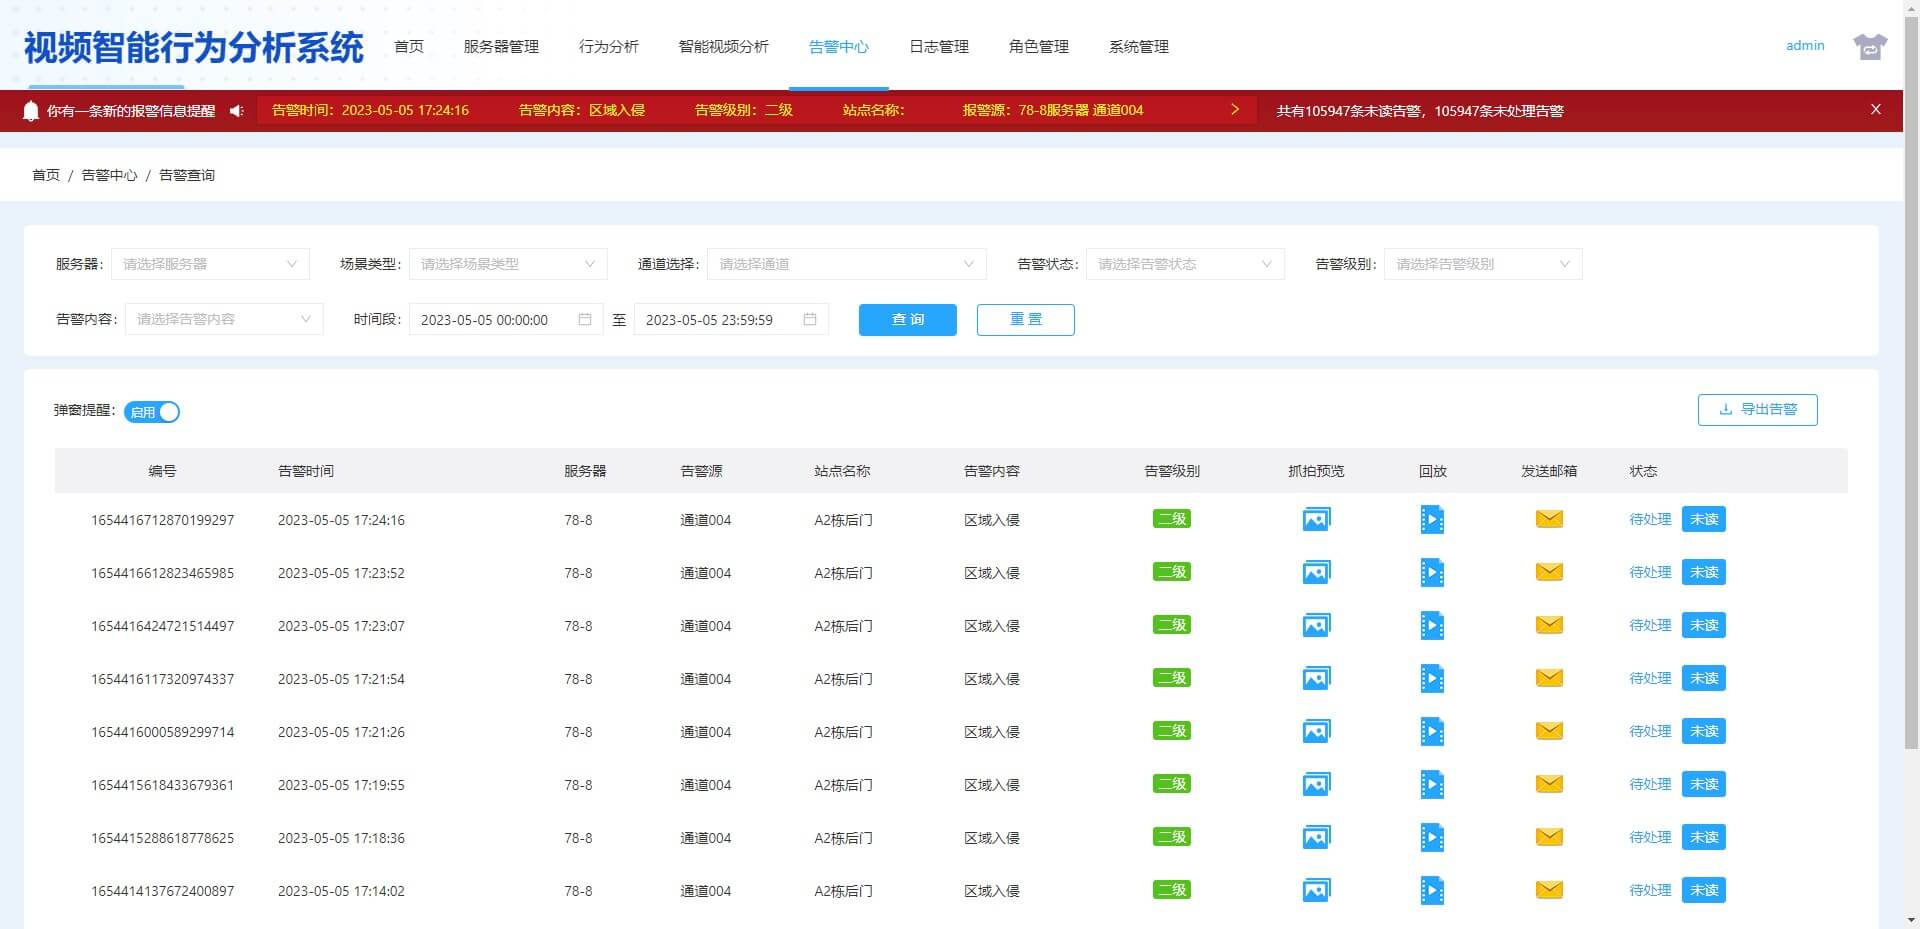 视频智能行为分析系统 首页 服务器管理 行为分析 智能视频分析 告警中心 日志管理 角色管理 系统管理 admin
你有一条新的报警信息提醒 告警时间：2023-05-05 17:24:16 告警内容：区域入侵 告警级别：二级 站点名称： 报警源：78-8服务器 通道004 > 共有105947条未读告警，105947条未处理告警 X
首页 / 告警中心 / 告警查询
服务器： 请选择服务器 场景类型： 请选择场景类型 通道选择： 请选择通道 告警状态： 请选择告警状态 告警级别： 请选择告警级别
告警内容： 请选择告警内容 时间段： 2023-05-05 00:00:00 至 2023-05-05 23:59:59 查 询 重 置
弹窗提醒： 启用 导出告警
编号 告警时间 服务器 告警源 站点名称 告警内容 告警级别 抓拍预览 回放 发送邮箱 状态
1654416712870199297 2023-05-05 17:24:16 78-8 通道004 A2栋后门 区域入侵 二级 待处理 未读
1654416612823465985 2023-05-05 17:23:52 78-8 通道004 A2栋后门 区域入侵 二级 待处理 未读
1654416424721514497 2023-05-05 17:23:07 78-8 通道004 A2栋后门 区域入侵 二级 待处理 未读
1654416117320974337 2023-05-05 17:21:54 78-8 通道004 A2栋后门 区域入侵 二级 待处理 未读
1654416000589299714 2023-05-05 17:21:26 78-8 通道004 A2栋后门 区域入侵 二级 待处理 未读
1654415618433679361 2023-05-05 17:19:55 78-8 通道004 A2栋后门 区域入侵 二级 待处理 未读
1654415288618778625 2023-05-05 17:18:36 78-8 通道004 A2栋后门 区域入侵 二级 待处理 未读
1654414137672400897 2023-05-05 17:14:02 78-8 通道004 A2栋后门 区域入侵 二级 待处理 未读